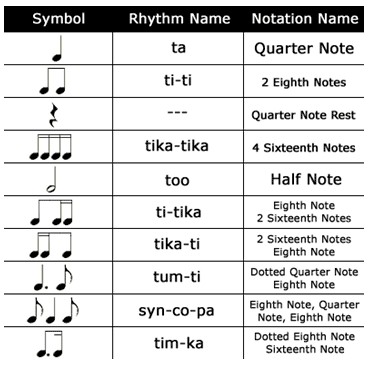 Symbol Rhythm Name Notation Name
ta Quarter Note
ti-ti 2 Eighth Notes
--- Quarter Note Rest
tika-tika 4 Sixteenth Notes
too Half Note
ti-tika Eighth Note
2 Sixteenth Notes
tika-ti 2 Sixteenth Notes
Eighth Note
tum-ti Dotted Quarter Note
Eighth Note
syn-co-pa Eighth Note, Quarter
Note, Eighth Note
tim-ka Dotted Eighth Note
Sixteenth Note